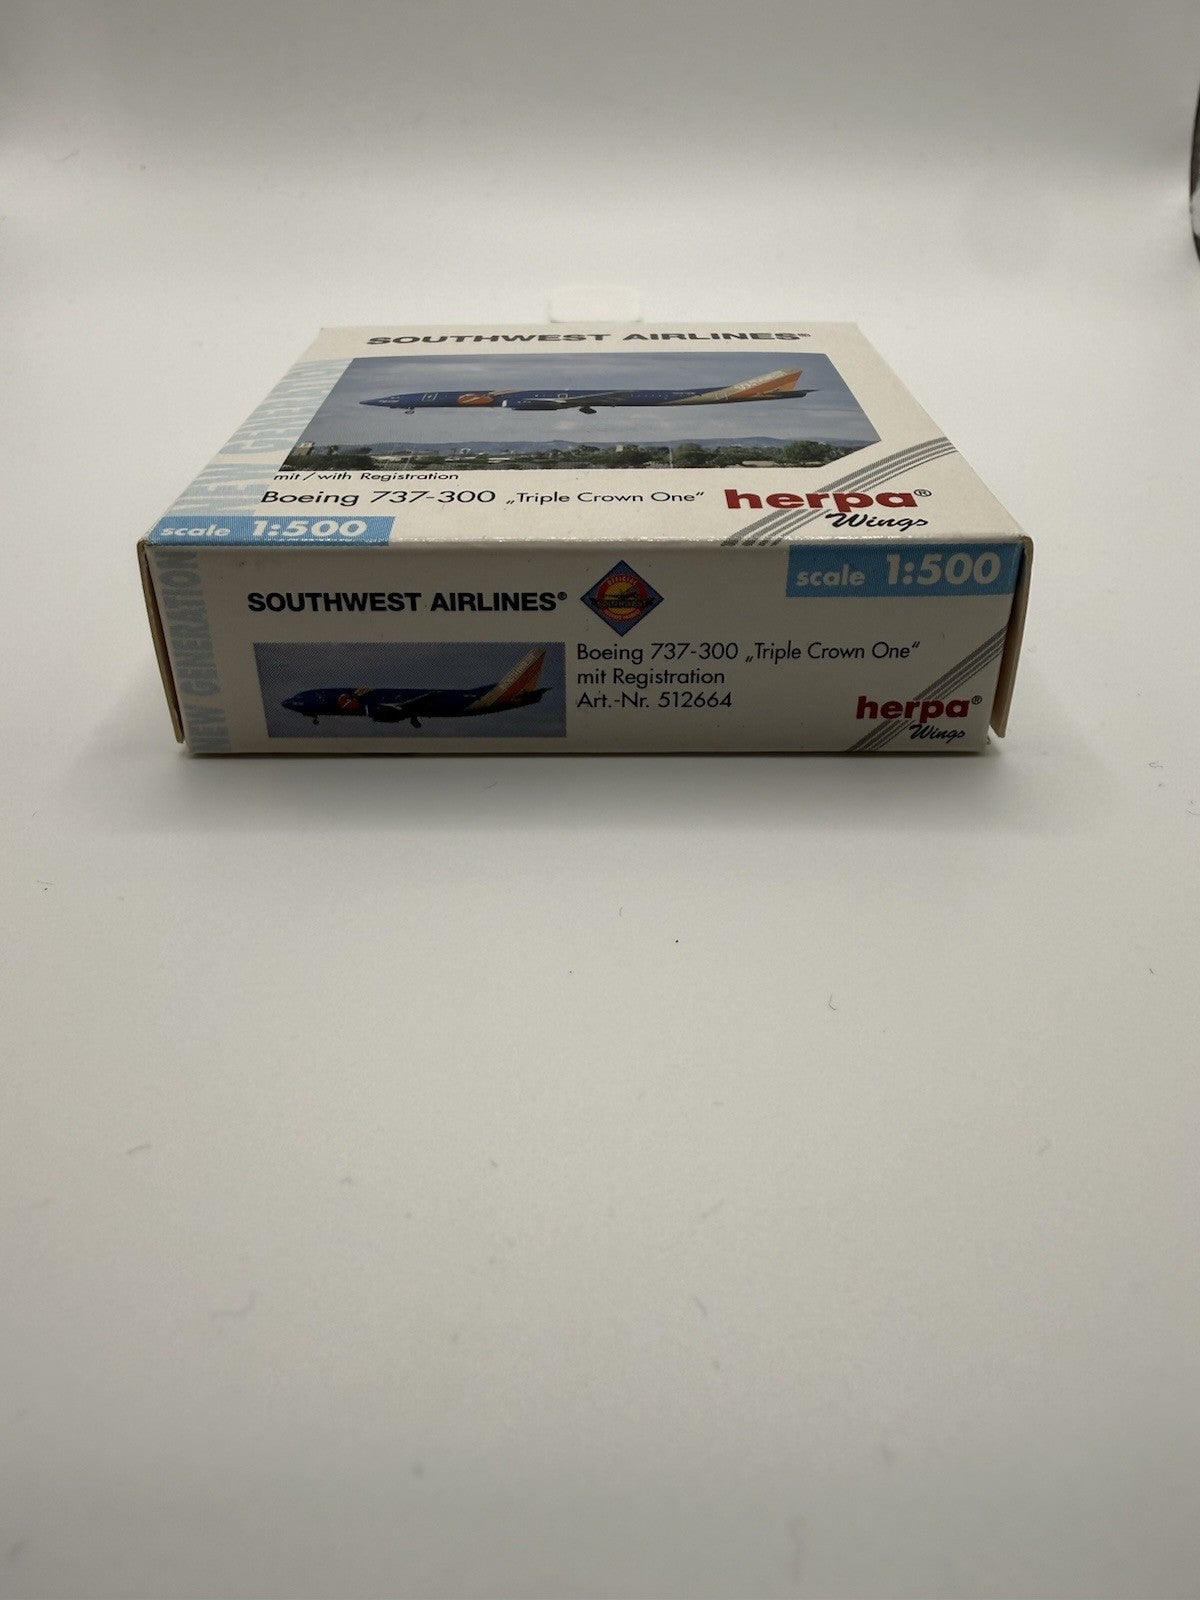 SOUTHWEST AIRLINES®
NEW GENERATION
mit / with Registration
Boeing 737-300 „Triple Crown One“
herpa®
Wings
scale 1:500
NEW GENERATION
SOUTHWEST AIRLINES®
OFFICIAL
SOUTHWEST
scale 1:500
Boeing 737-300 „Triple Crown One“
mit Registration
Art.-Nr. 512664
herpa®
Wings